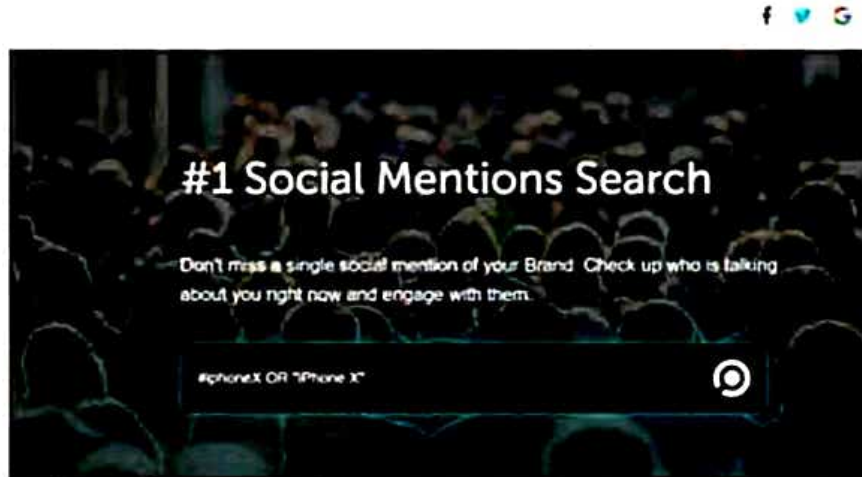 #1 Social Mentions Search
Don't miss a single social mention of your Brand. Check up who is talking
about you right now and engage with them.
#iphoneX OR "iPhone X"